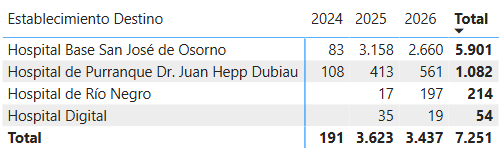 Establecimiento Destino 2024 2025 2026 Total
Hospital Base San José de Osorno 83 3.158 2.660 5.901
Hospital de Purranque Dr. Juan Hepp Dubiau 108 413 561 1.082
Hospital de Río Negro 17 197 214
Hospital Digital 35 19 54
Total 191 3.623 3.437 7.251